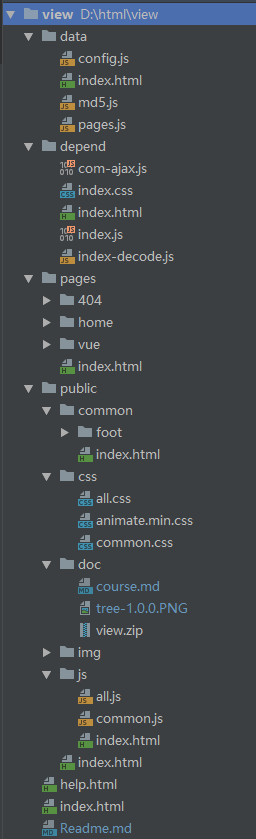 view D:\html\view
data
config.js
index.html
md5.js
pages.js
depend
com-ajax.js
index.css
index.html
index.js
index-decode.js
pages
404
home
vue
index.html
public
common
foot
index.html
css
all.css
animate.min.css
common.css
doc
course.md
tree-1.0.0.PNG
view.zip
img
js
all.js
common.js
index.html
index.html
help.html
index.html
Readme.md